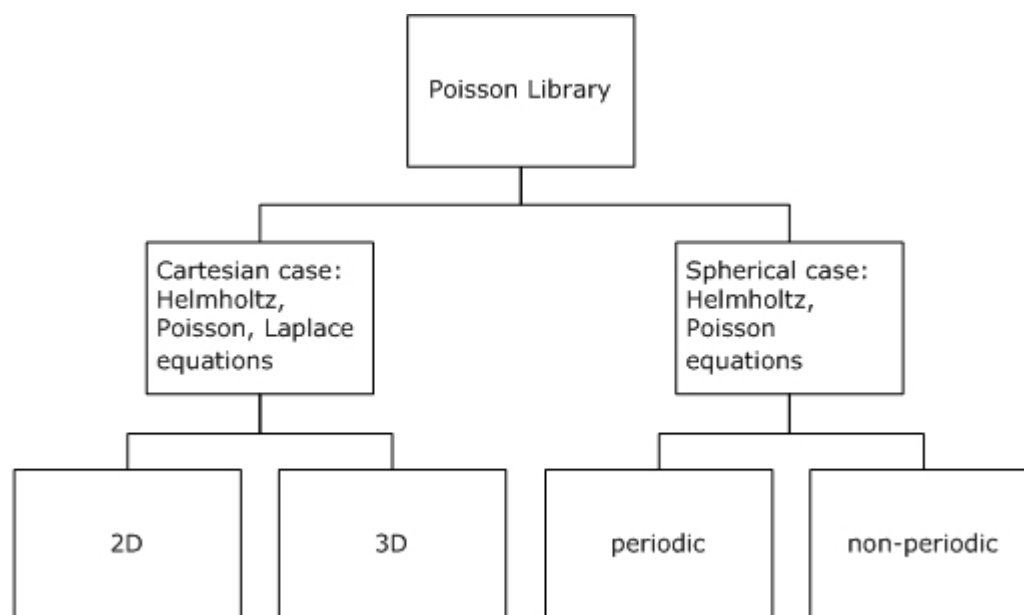 Poisson Library
Cartesian case:
Helmholtz,
Poisson, Laplace
equations
Spherical case:
Helmholtz,
Poisson
equations
2D
3D
periodic
non-periodic